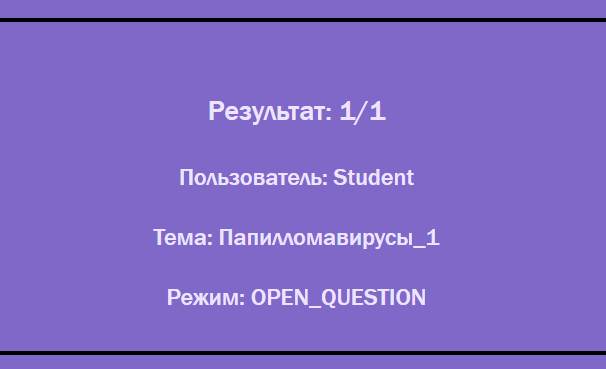 Результат: 1/1
Пользователь: Student
Тема: Папилломавирусы_1
Режим: OPEN_QUESTION